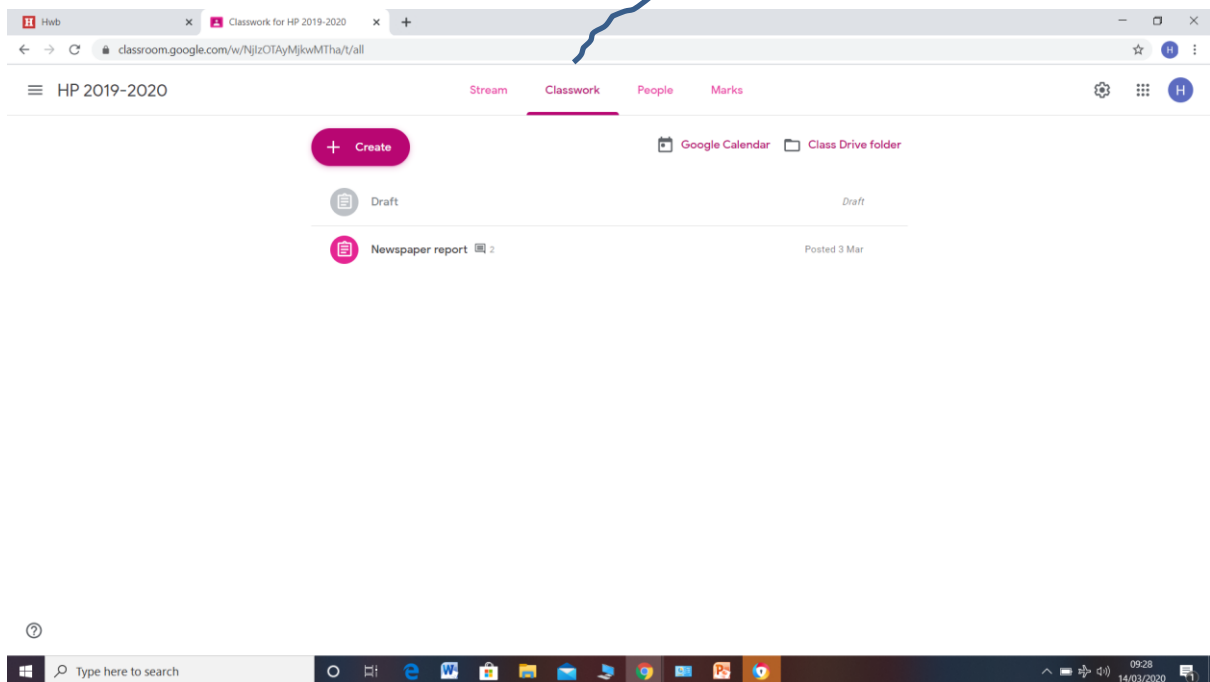 Hwb
Classwork for HP 2019-2020
classroom.google.com/w/NjIzOTAyMjkwMTha/t/all
H
HP 2019-2020
Stream
Classwork
People
Marks
H
Create
Google Calendar
Class Drive folder
Draft
Draft
Newspaper report
2
Posted 3 Mar
Type here to search
09:28
14/03/2020